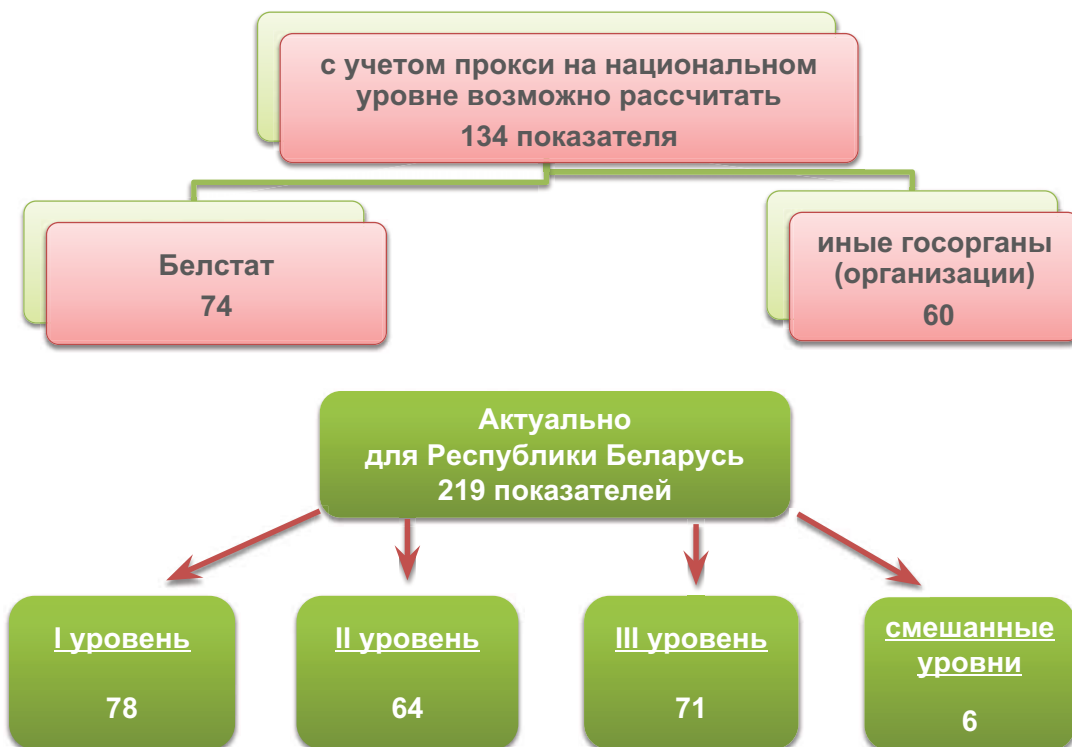 с учетом прокси на национальном
уровне возможно рассчитать
134 показателя
Белстат
74
иные госорганы
(организации)
60
Актуально
для Республики Беларусь
219 показателей
I уровень
78
II уровень
64
III уровень
71
смешанные
уровни
6